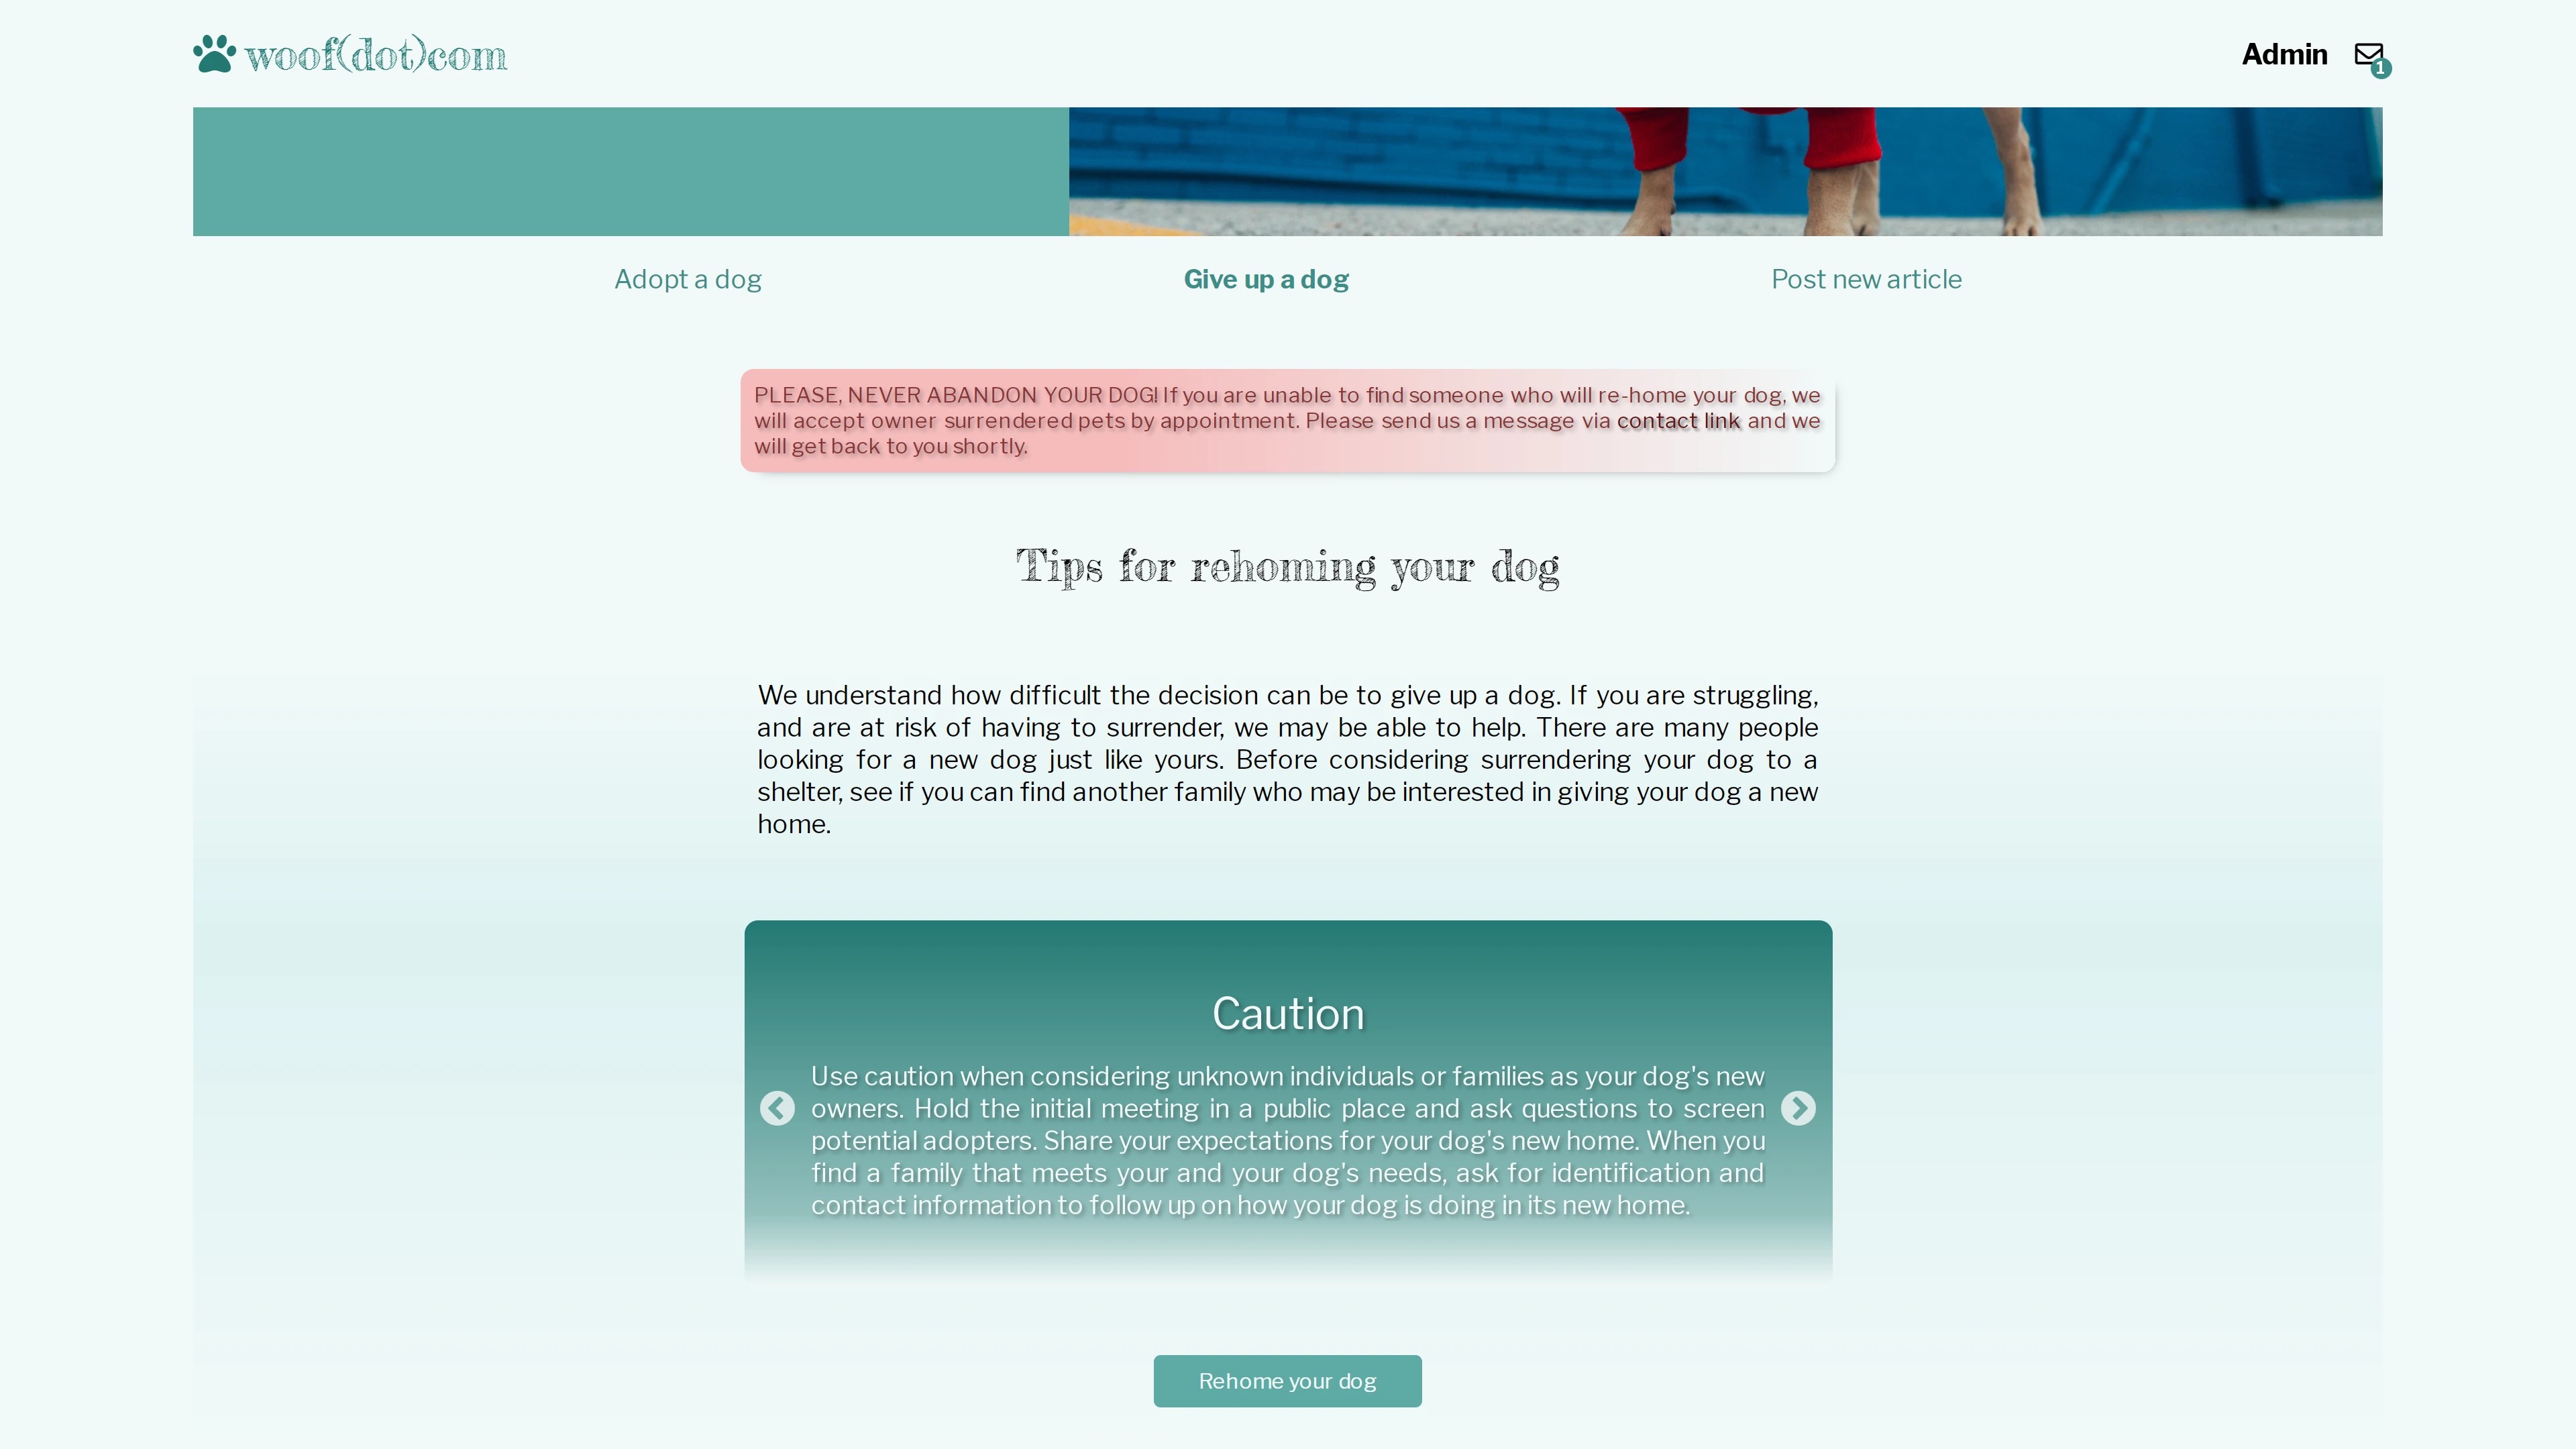 woof(dot)com
Admin
1
Adopt a dog
Give up a dog
Post new article
PLEASE, NEVER ABANDON YOUR DOG! If you are unable to find someone who will re-home your dog, we
will accept owner surrendered pets by appointment. Please send us a message via contact link and we
will get back to you shortly.
Tips for rehoming your dog
We understand how difficult the decision can be to give up a dog. If you are struggling,
and are at risk of having to surrender, we may be able to help. There are many people
looking for a new dog just like yours. Before considering surrendering your dog to a
shelter, see if you can find another family who may be interested in giving your dog a new
home.
Caution
Use caution when considering unknown individuals or families as your dog's new
owners. Hold the initial meeting in a public place and ask questions to screen
potential adopters. Share your expectations for your dog's new home. When you
find a family that meets your and your dog's needs, ask for identification and
contact information to follow up on how your dog is doing in its new home.
Rehome your dog